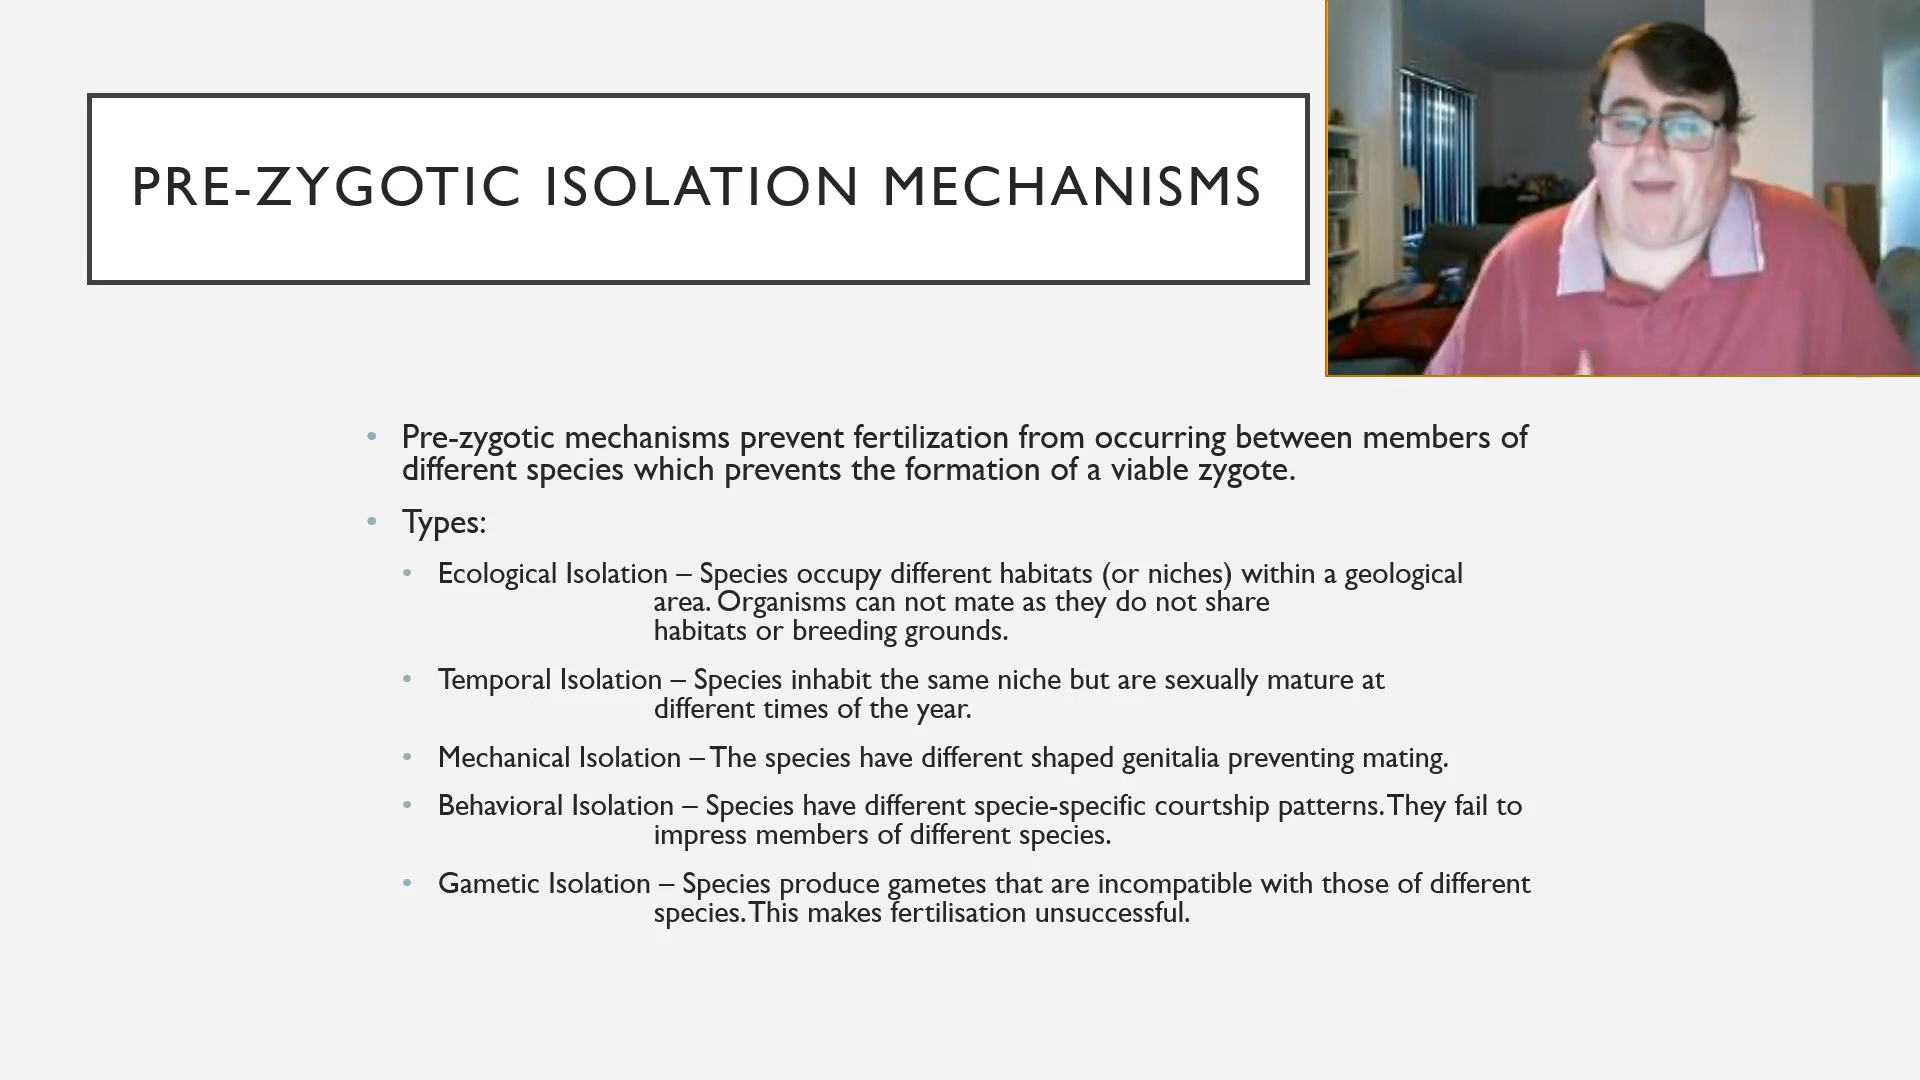 PRE-ZYGOTIC ISOLATION MECHANISMS
• Pre-zygotic mechanisms prevent fertilization from occurring between members of
different species which prevents the formation of a viable zygote.
• Types:
• Ecological Isolation – Species occupy different habitats (or niches) within a geological
area. Organisms can not mate as they do not share
habitats or breeding grounds.
• Temporal Isolation – Species inhabit the same niche but are sexually mature at
different times of the year.
• Mechanical Isolation – The species have different shaped genitalia preventing mating.
• Behavioral Isolation – Species have different specie-specific courtship patterns. They fail to
impress members of different species.
• Gametic Isolation – Species produce gametes that are incompatible with those of different
species. This makes fertilisation unsuccessful.